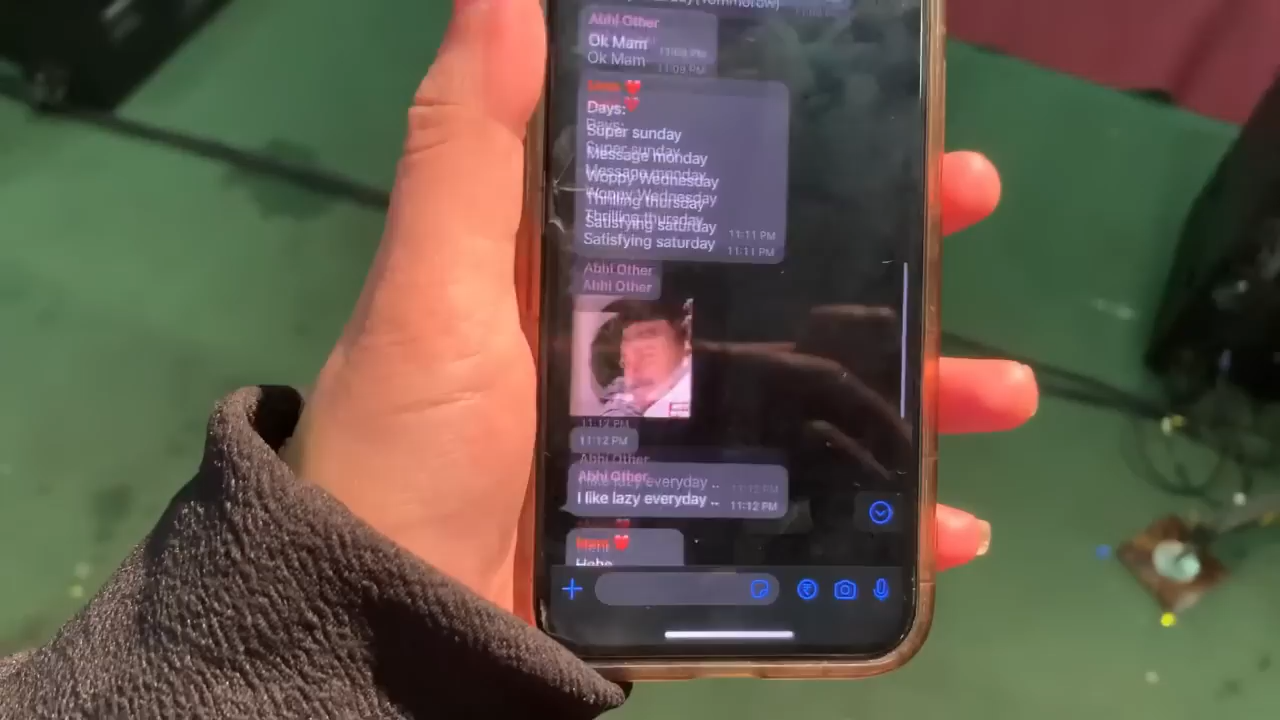 Abhi Other
Ok Mam
11:09 PM
Days:
Super sunday
Message monday
Woppy Wednesday
Thrilling thursday
Satisfying saturday
11:11 PM
Abhi Other
11:12 PM
Abhi Other
I like lazy everyday ..
11:12 PM
Hehe